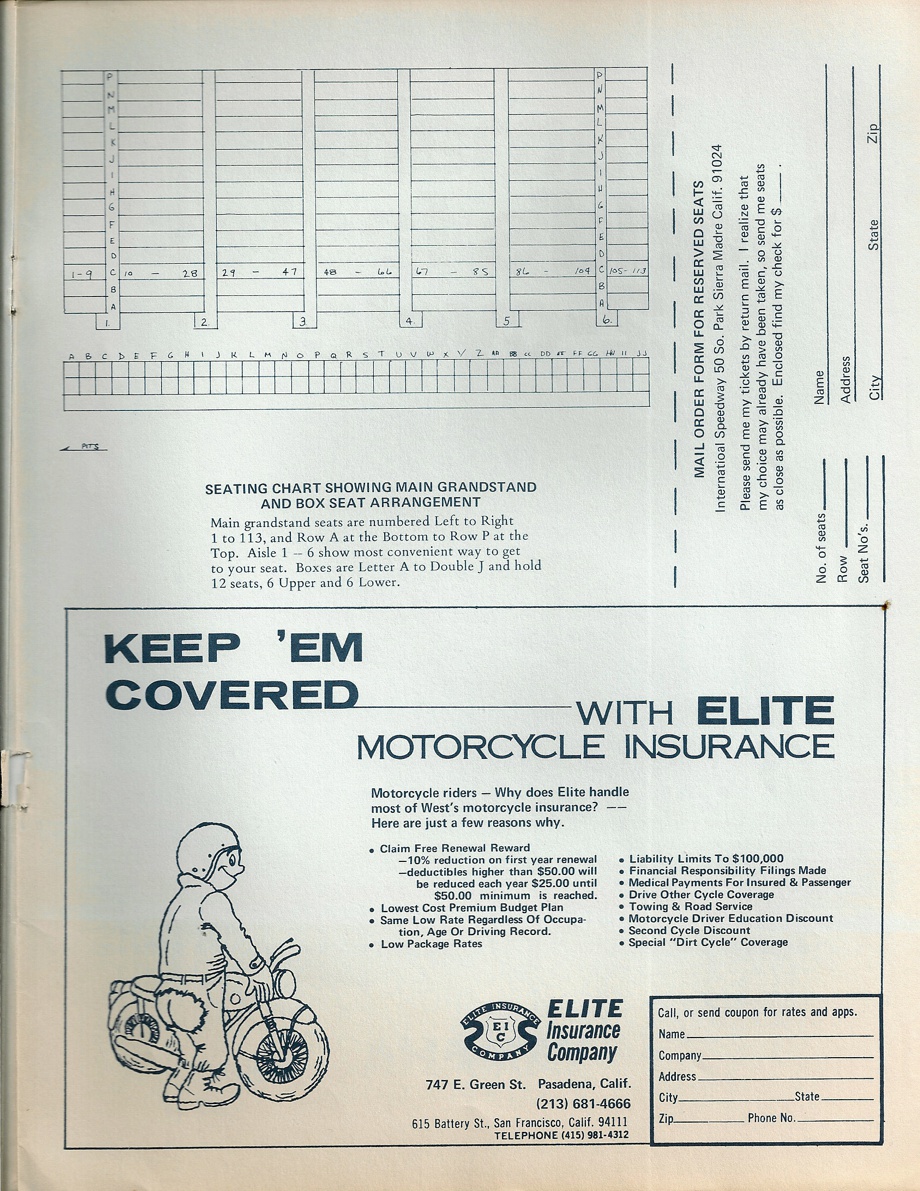 P
N
M
L
K
J
I
H
G
F
E
D
1-9 C 10 - 28 29 - 47 48 - 66 67 - 85 86 - 104 C 105-113
B
A
P
N
M
L
K
J
I
H
G
F
E
D
B
A
1. 2. 3. 4. 5 6.
A B C D E F G H I J K L M N O P Q R S T U V W X Y Z AA BB CC DD EE FF GG HH II JJ
PITS
SEATING CHART SHOWING MAIN GRANDSTAND
AND BOX SEAT ARRANGEMENT
Main grandstand seats are numbered Left to Right
1 to 113, and Row A at the Bottom to Row P at the
Top. Aisle 1 – 6 show most convenient way to get
to your seat. Boxes are Letter A to Double J and hold
12 seats, 6 Upper and 6 Lower.
MAIL ORDER FORM FOR RESERVED SEATS
International Speedway 50 So. Park Sierra Madre Calif. 91024
Please send me my tickets by return mail. I realize that
my choice may already have been taken, so send me seats
as close as possible. Enclosed find my check for $ ____ .
No. of seats
Name
Row
Address
Seat No's.
City State Zip
KEEP 'EM
COVERED
WITH ELITE
MOTORCYCLE INSURANCE
Motorcycle riders — Why does Elite handle
most of West's motorcycle insurance? ——
Here are just a few reasons why.
• Claim Free Renewal Reward
—10% reduction on first year renewal
—deductibles higher than $50.00 will
be reduced each year $25.00 until
$50.00 minimum is reached.
• Lowest Cost Premium Budget Plan
• Same Low Rate Regardless Of Occupa-
tion, Age Or Driving Record.
• Low Package Rates
• Liability Limits To $100,000
• Financial Responsibility Filings Made
• Medical Payments For Insured & Passenger
• Drive Other Cycle Coverage
• Towing & Road Service
• Motorcycle Driver Education Discount
• Second Cycle Discount
• Special "Dirt Cycle" Coverage
ELITE INSURANCE
EI
C
COMPANY
ELITE
Insurance
Company
747 E. Green St. Pasadena, Calif.
(213) 681-4666
615 Battery St., San Francisco, Calif. 94111
TELEPHONE (415) 981-4312
Call, or send coupon for rates and apps.
Name
Company
Address
City State
Zip Phone No.